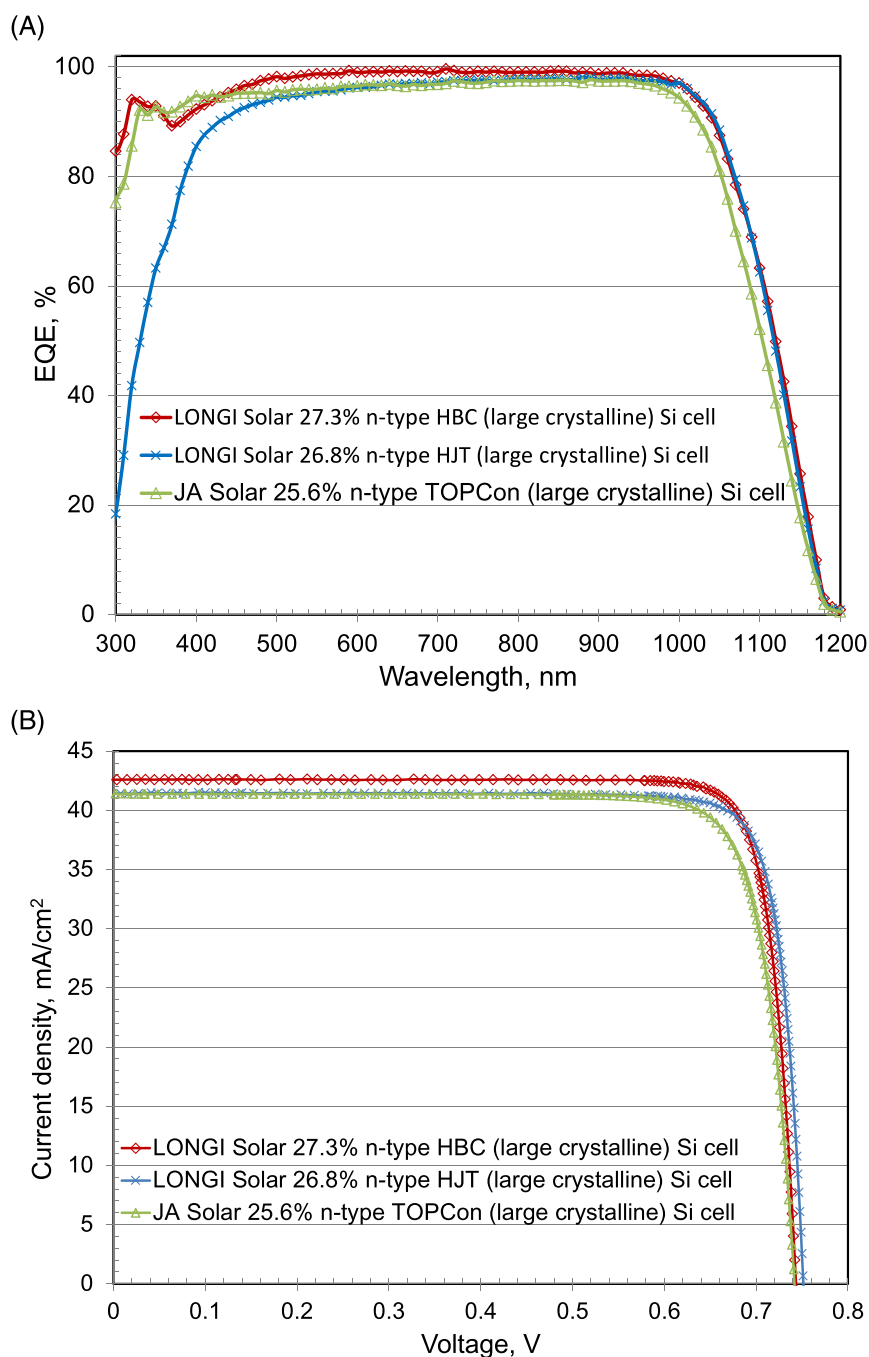 (A)
100
80
60
40
20
0
EQE, %
LONGI Solar 27.3% n-type HBC (large crystalline) Si cell
LONGI Solar 26.8% n-type HJT (large crystalline) Si cell
JA Solar 25.6% n-type TOPCon (large crystalline) Si cell
300 400 500 600 700 800 900 1000 1100 1200
Wavelength, nm
(B)
45
40
35
30
25
20
15
10
5
0
Current density, mA/cm²
LONGI Solar 27.3% n-type HBC (large crystalline) Si cell
LONGI Solar 26.8% n-type HJT (large crystalline) Si cell
JA Solar 25.6% n-type TOPCon (large crystalline) Si cell
0 0.1 0.2 0.3 0.4 0.5 0.6 0.7 0.8
Voltage, V